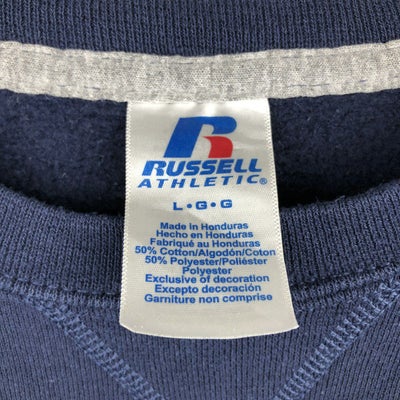 RUSSELL
ATHLETIC®
L•G•G
Made in Honduras
Hecho en Honduras
Fabriqué au Honduras
50% Cotton/Algodón/Coton
50% Polyester/Poliéster
Polyester
Exclusive of decoration
Excepto decoración
Garniture non comprise